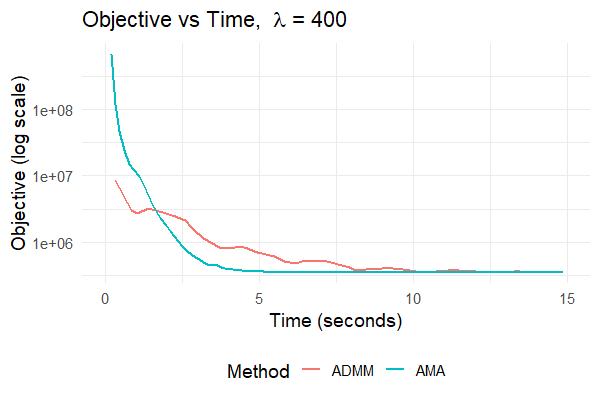 Objective vs Time,  λ = 400
Objective (log scale)
1e+08
1e+07
1e+06
0 5 10 15
Time (seconds)
Method ADMM AMA